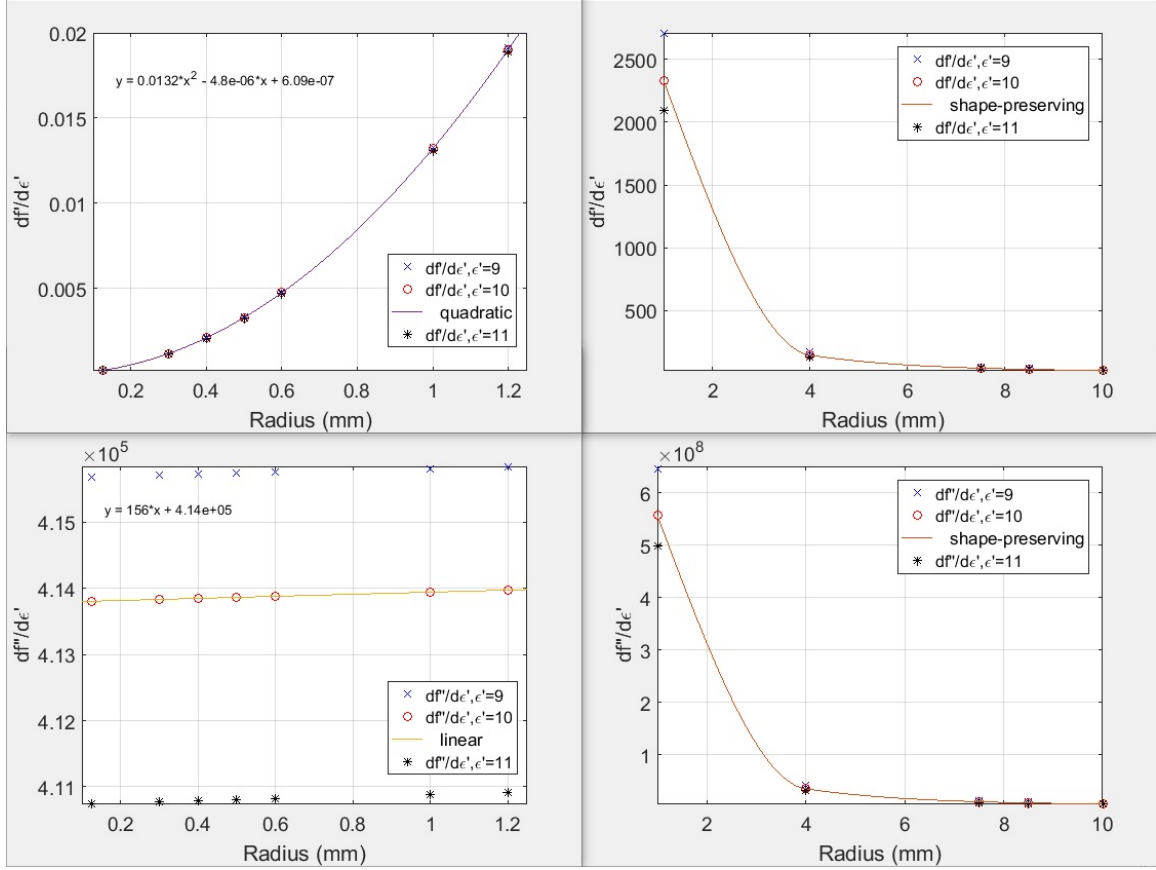 0.02
0.015
0.01
0.005
df'/dϵ'
y = 0.0132*x² - 4.8e-06*x + 6.09e-07
df'/dϵ',ϵ'=9
df'/dϵ',ϵ'=10
quadratic
df'/dϵ',ϵ'=11
0.2 0.4 0.6 0.8 1 1.2
Radius (mm)
2500
2000
1500
1000
500
df'/dϵ'
df'/dϵ',ϵ'=9
df'/dϵ',ϵ'=10
shape-preserving
df'/dϵ',ϵ'=11
2 4 6 8 10
Radius (mm)
×10⁵
4.15
4.14
4.13
4.12
4.11
df''/dϵ'
y = 156*x + 4.14e+05
df''/dϵ',ϵ'=9
df''/dϵ',ϵ'=10
linear
df''/dϵ',ϵ'=11
0.2 0.4 0.6 0.8 1 1.2
Radius (mm)
×10⁸
6
5
4
3
2
1
df''/dϵ'
df''/dϵ',ϵ'=9
df''/dϵ',ϵ'=10
shape-preserving
df''/dϵ',ϵ'=11
2 4 6 8 10
Radius (mm)